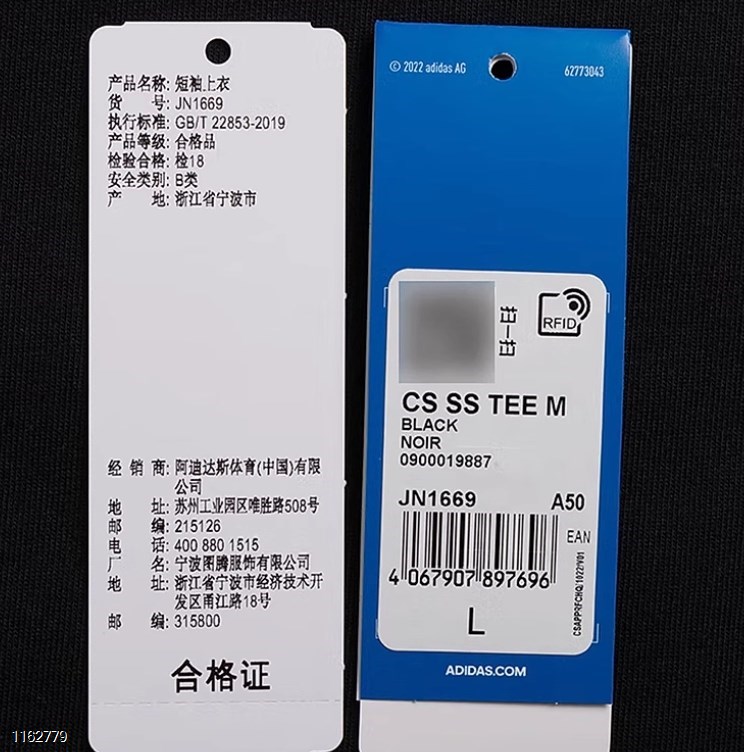 产品名称: 短袖上衣
货 号: JN1669
执行标准: GB/T 22853-2019
产品等级: 合格品
检验合格: 检18
安全类别: B类
产 地: 浙江省宁波市
经 销 商: 阿迪达斯体育(中国)有限
公司
地 址: 苏州工业园区唯胜路508号
邮 编: 215126
电 话: 400 880 1515
厂 名: 宁波图腾服饰有限公司
地 址: 浙江省宁波市经济技术开
发区甬江路18号
邮 编: 315800
合格证
© 2022 adidas AG
62773043
扫一扫
RFID
CS SS TEE M
BLACK
NOIR
0900019887
JN1669 A50
EAN
4 067907 897696
CSAPPRFCHQ/1022/V01
L
ADIDAS.COM
1162779